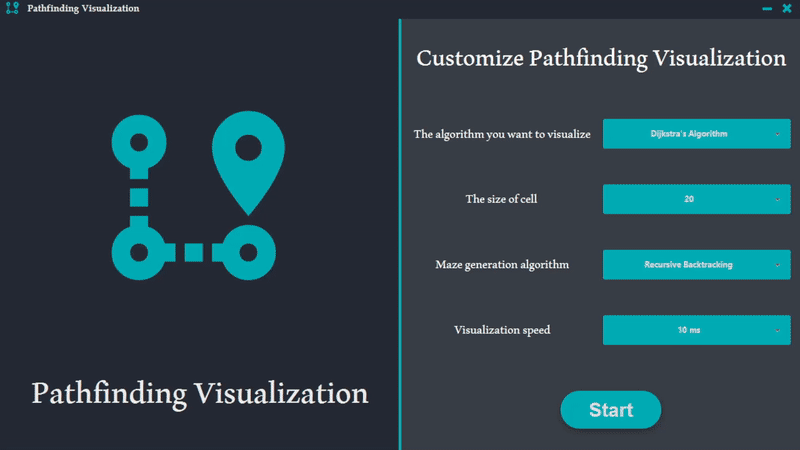 Pathfinding Visualization
Customize Pathfinding Visualization
The algorithm you want to visualize
Dijkstra's Algorithm
The size of cell
20
Maze generation algorithm
Recursive Backtracking
Visualization speed
10 ms
Start
Pathfinding Visualization